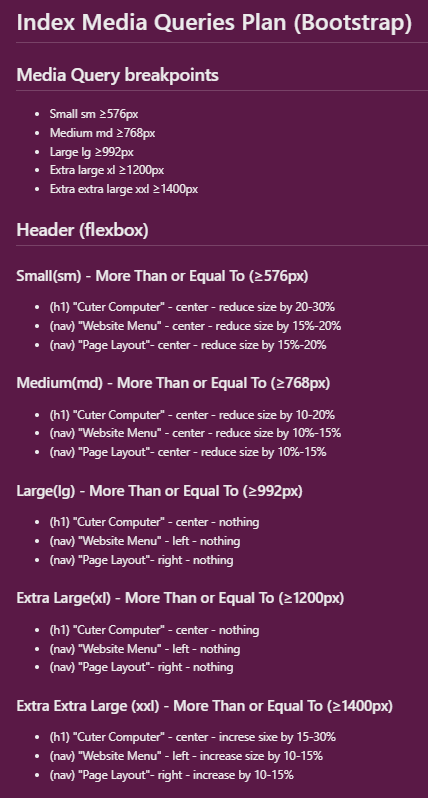 Index Media Queries Plan (Bootstrap)
Media Query breakpoints
Small sm ≥576px
Medium md ≥768px
Large lg ≥992px
Extra large xl ≥1200px
Extra extra large xxl ≥1400px
Header (flexbox)
Small(sm) - More Than or Equal To (≥576px)
(h1) "Cuter Computer" - center - reduce size by 20-30%
(nav) "Website Menu" - center - reduce size by 15%-20%
(nav) "Page Layout"- center - reduce size by 15%-20%
Medium(md) - More Than or Equal To (≥768px)
(h1) "Cuter Computer" - center - reduce size by 10-20%
(nav) "Website Menu" - center - reduce size by 10%-15%
(nav) "Page Layout"- center - reduce size by 10%-15%
Large(lg) - More Than or Equal To (≥992px)
(h1) "Cuter Computer" - center - nothing
(nav) "Website Menu" - left - nothing
(nav) "Page Layout"- right - nothing
Extra Large(xl) - More Than or Equal To (≥1200px)
(h1) "Cuter Computer" - center - nothing
(nav) "Website Menu" - left - nothing
(nav) "Page Layout"- right - nothing
Extra Extra Large (xxl) - More Than or Equal To (≥1400px)
(h1) "Cuter Computer" - center - increse sixe by 15-30%
(nav) "Website Menu" - left - increase size by 10-15%
(nav) "Page Layout"- right - increase by 10-15%